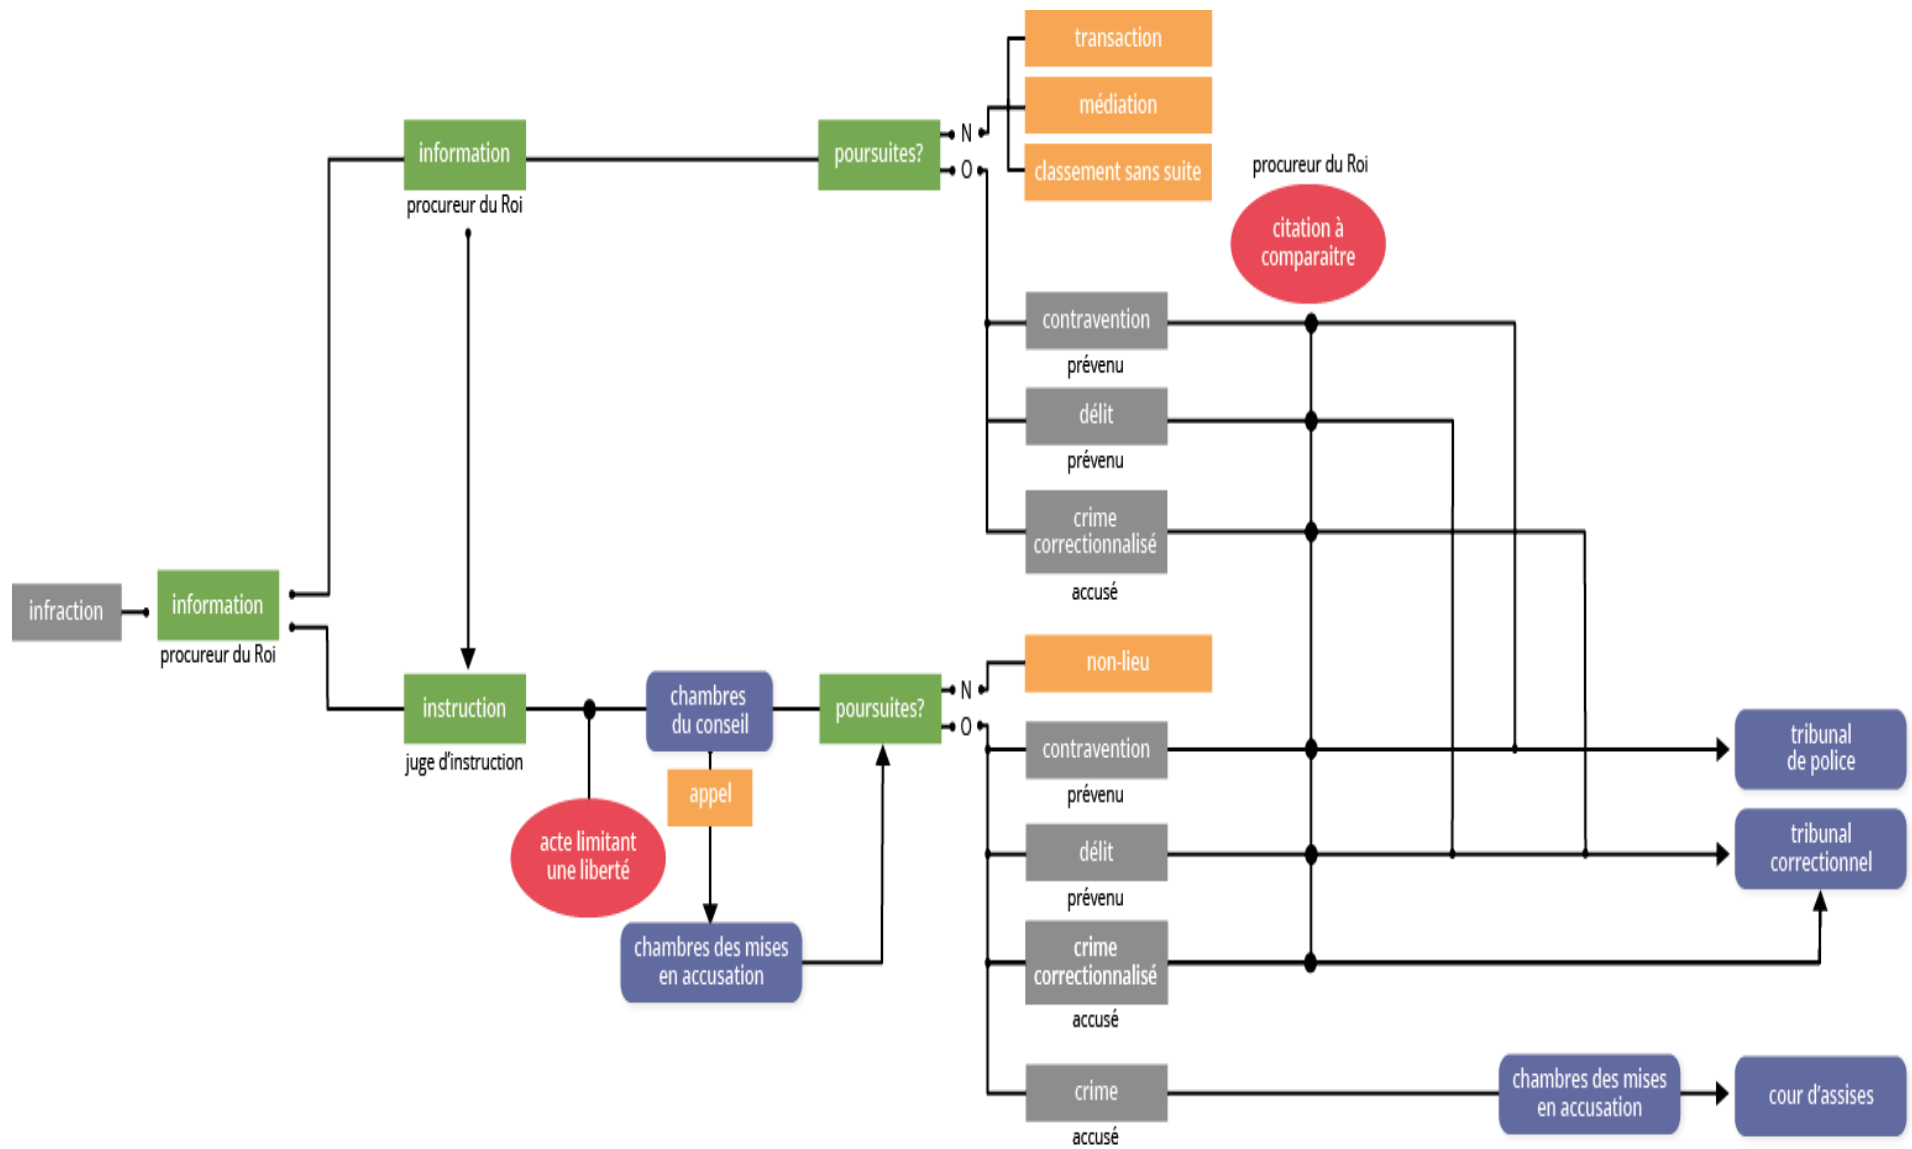 transaction
médiation
classement sans suite
information
procureur du Roi
poursuites?
N
O
procureur du Roi
citation à
comparaitre
contravention
prévenu
délit
prévenu
crime
correctionnalisé
accusé
infraction
information
procureur du Roi
instruction
juge d'instruction
chambres
du conseil
appel
acte limitant
une liberté
chambres des mises
en accusation
poursuites?
N
O
non-lieu
contravention
prévenu
délit
prévenu
crime
correctionnalisé
accusé
crime
accusé
tribunal
de police
tribunal
correctionnel
chambres des mises
en accusation
cour d'assises